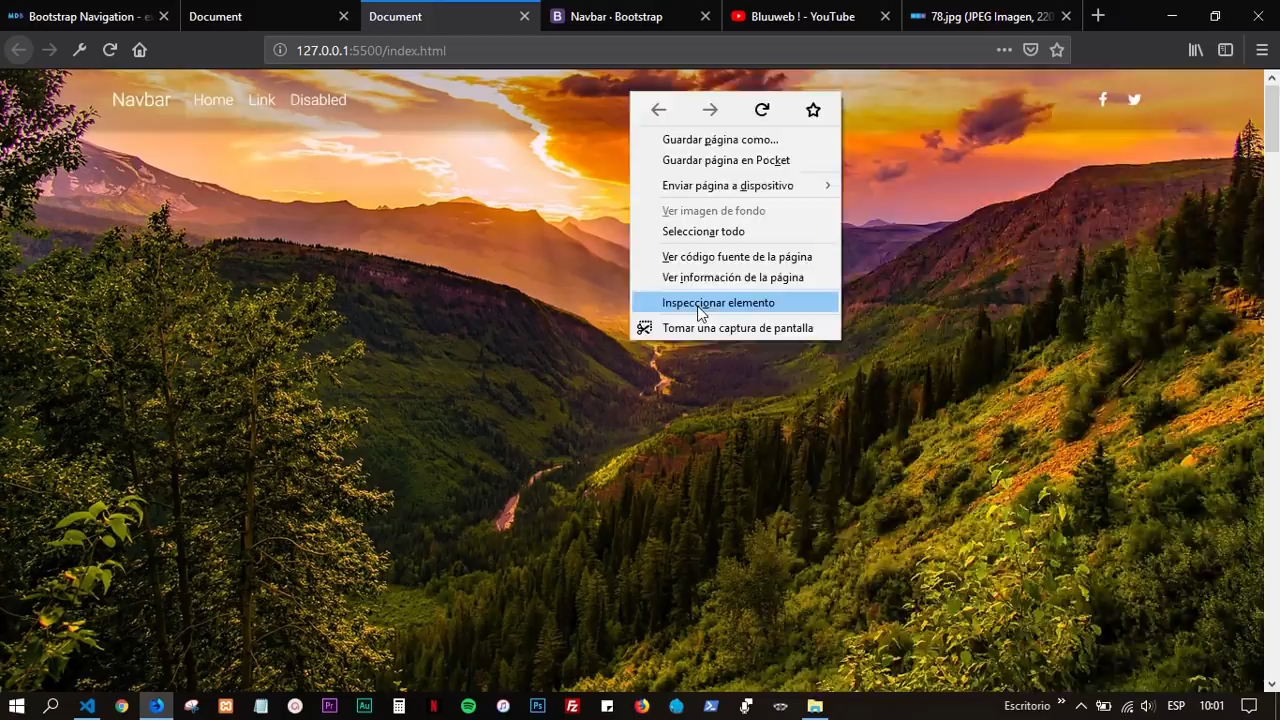 Bootstrap Navigation - e
Document
Document
Navbar · Bootstrap
Bluuweb ! - YouTube
78.jpg (JPEG Imagen, 220
127.0.0.1:5500/index.html
Navbar Home Link Disabled
Guardar página como...
Guardar página en Pocket
Enviar página a dispositivo
Ver imagen de fondo
Seleccionar todo
Ver código fuente de la página
Ver información de la página
Inspeccionar elemento
Tomar una captura de pantalla
Escritorio
ESP
10:01